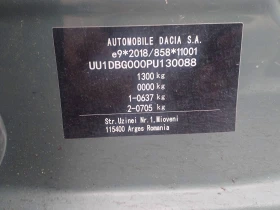 AUTOMOBILE DACIA S.A.
e9*2018/858*11001
UU1DBG000PU130088
1300 kg
0000 kg
1-0637 kg
2-0705 kg
Str. Uzinei Nr. 1, Mioveni
115400 Arges Romania